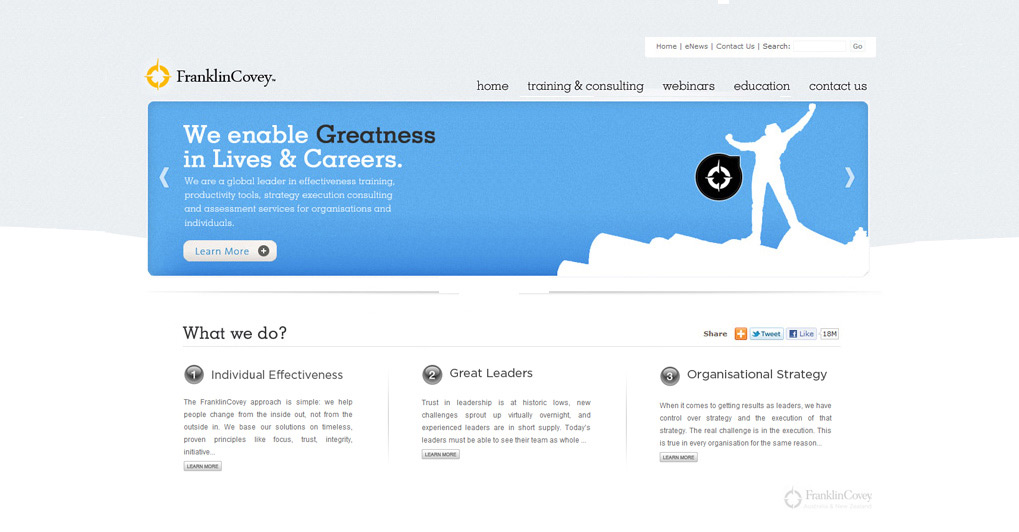 Home | eNews | Contact Us | Search:
Go
FranklinCovey™
home training & consulting webinars education contact us
We enable Greatness
in Lives & Careers.
We are a global leader in effectiveness training,
productivity tools, strategy execution consulting
and assessment services for organisations and
individuals.
Learn More
What we do?
Share Tweet Like 18M
1 Individual Effectiveness
The FranklinCovey approach is simple: we help
people change from the inside out, not from the
outside in. We base our solutions on timeless,
proven principles like focus, trust, integrity,
initiative...
LEARN MORE
2 Great Leaders
Trust in leadership is at historic lows, new
challenges sprout up virtually overnight, and
experienced leaders are in short supply. Today's
leaders must be able to see their team as whole ...
LEARN MORE
3 Organisational Strategy
When it comes to getting results as leaders, we have
control over strategy and the execution of that
strategy. The real challenge is in the execution. This
is true in every organisation for the same reason...
LEARN MORE
FranklinCovey
Australia & New Zealand